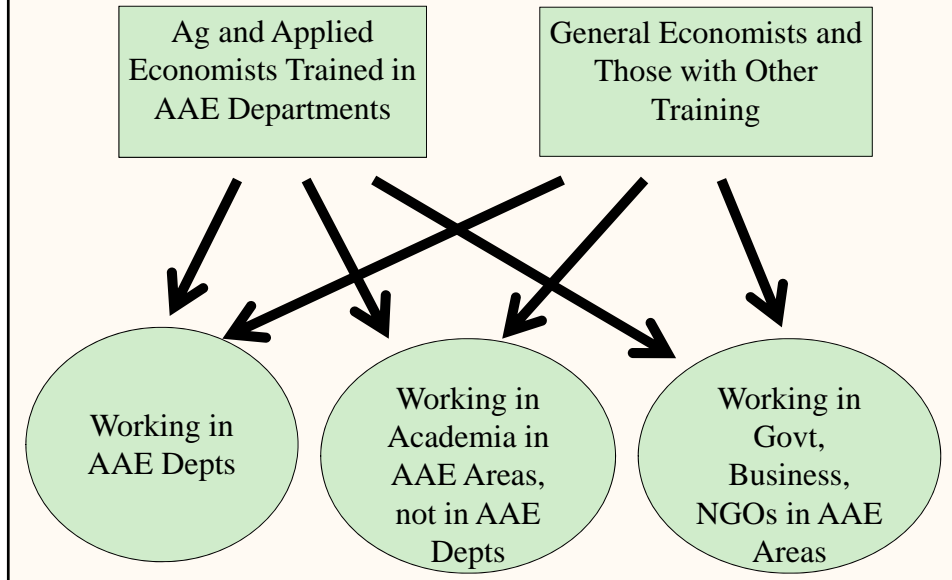 Ag and Applied
Economists Trained in
AAE Departments
General Economists and
Those with Other
Training
Working in
AAE Depts
Working in
Academia in
AAE Areas,
not in AAE
Depts
Working in
Govt,
Business,
NGOs in AAE
Areas